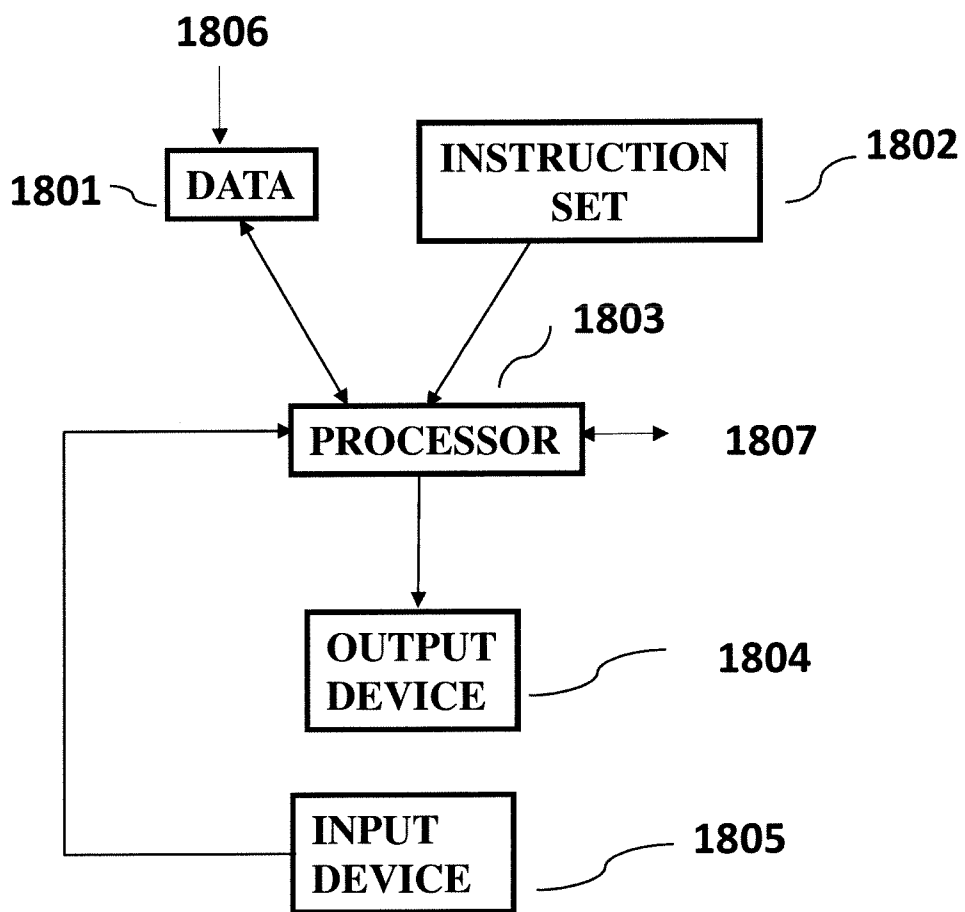 1806
1801
DATA
INSTRUCTION
SET
1802
1803
PROCESSOR
1807
OUTPUT
DEVICE
1804
INPUT
DEVICE
1805